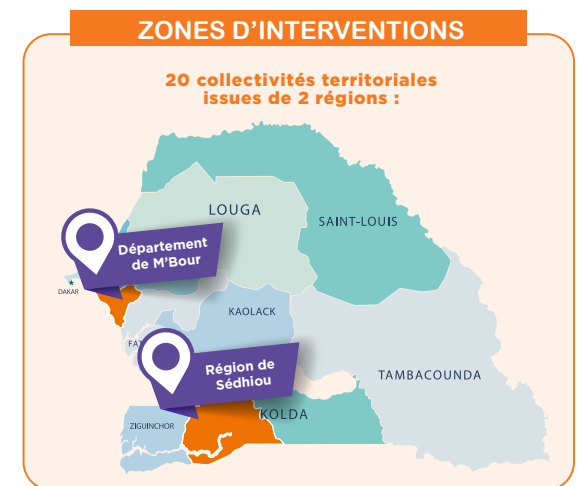 ZONES D'INTERVENTIONS
20 collectivités territoriales
issues de 2 régions :
LOUGA
SAINT-LOUIS
Département
de M'Bour
DAKAR
KAOLACK
Région de
Sédhiou
TAMBACOUNDA
KOLDA
ZIGUINCHOR